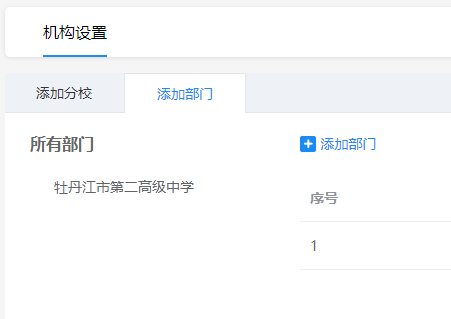 机构设置
添加分校 添加部门
所有部门
添加部门
牡丹江市第二高级中学
序号
1